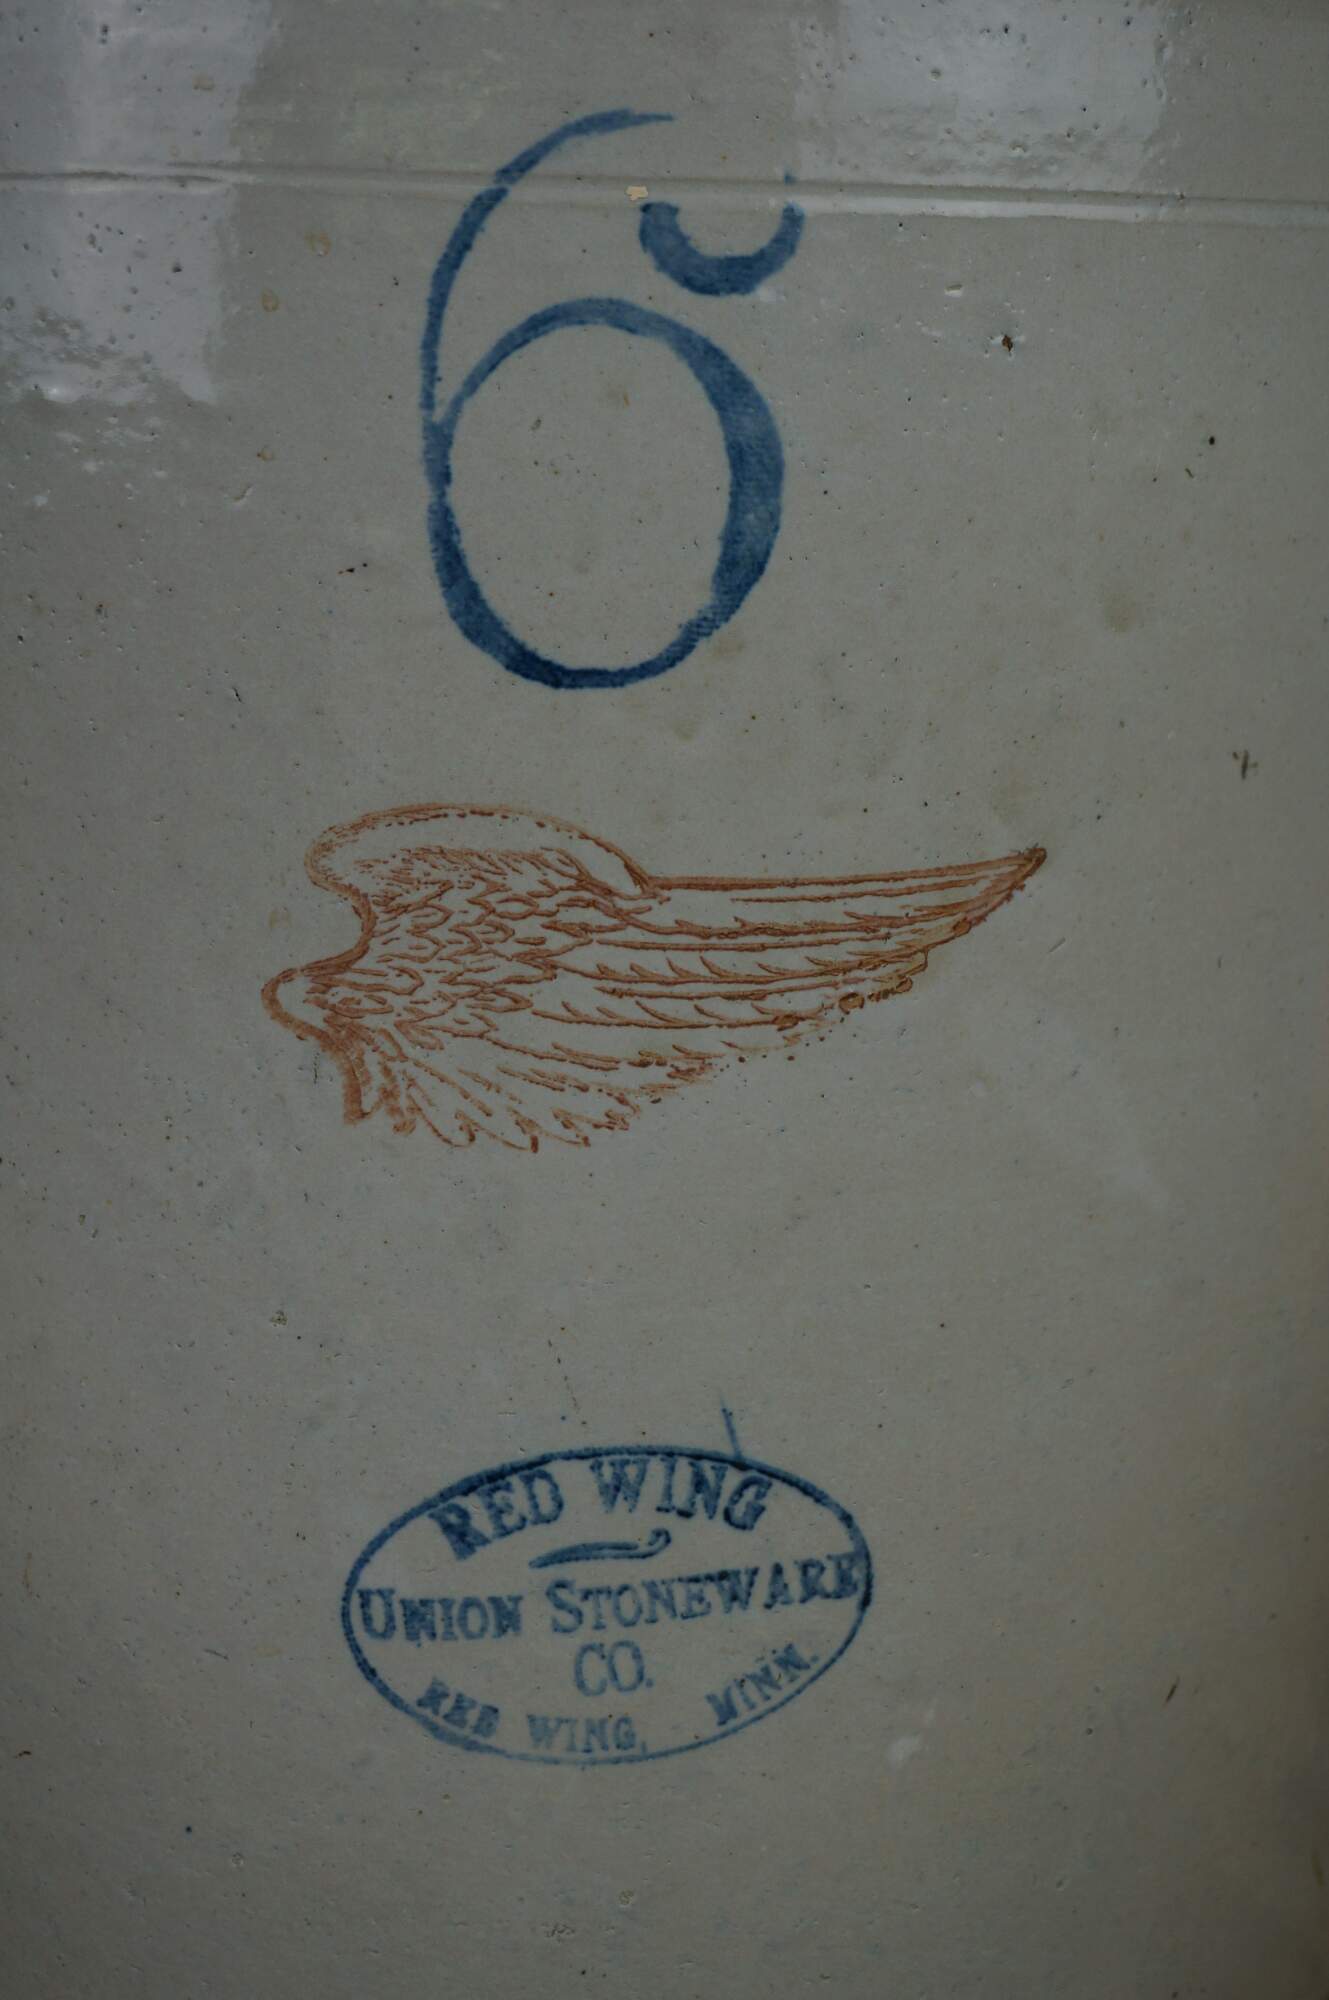 6
RED WING
UNION STONEWARE
CO.
RED WING, MINN.